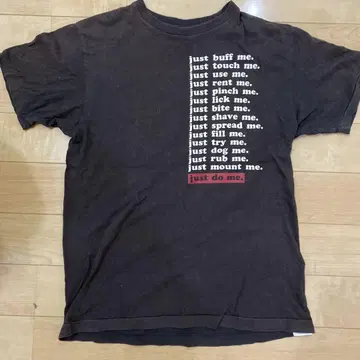 just buff me.
just touch me.
just use me.
just rent me.
just pinch me.
just lick me.
just bite me.
just shave me.
just spread me.
just fill me.
just try me.
just dog me.
just rub me.
just mount me.
just do me.